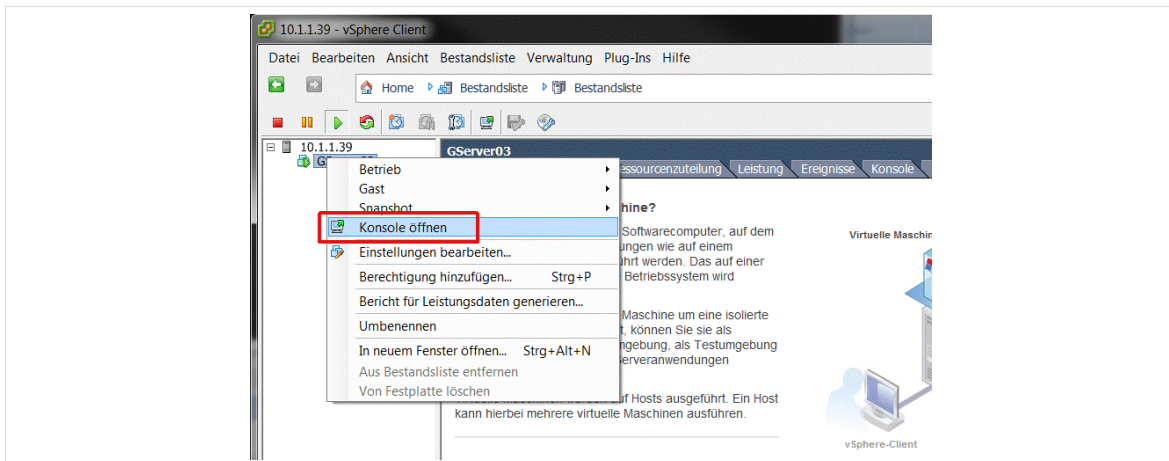 10.1.1.39 - vSphere Client
Datei Bearbeiten Ansicht Bestandsliste Verwaltung Plug-Ins Hilfe
Home Bestandsliste Bestandsliste
10.1.1.39
GServer03
Ressourcenzuteilung Leistung Ereignisse Konsole
Betrieb
Gast
Snapshot
Konsole öffnen
Einstellungen bearbeiten...
Berechtigung hinzufügen... Strg+P
Bericht für Leistungsdaten generieren...
Umbenennen
In neuem Fenster öffnen... Strg+Alt+N
Aus Bestandsliste entfernen
Von Festplatte löschen
hine?
Softwarecomputer, auf dem
ungen wie auf einem
ührt werden. Das auf einer
Betriebssystem wird
Maschine um eine isolierte
t, können Sie sie als
ngebung, als Testumgebung
Serveranwendungen
uf Hosts ausgeführt. Ein Host
kann hierbei mehrere virtuelle Maschinen ausführen.
Virtuelle Maschin
vSphere-Client